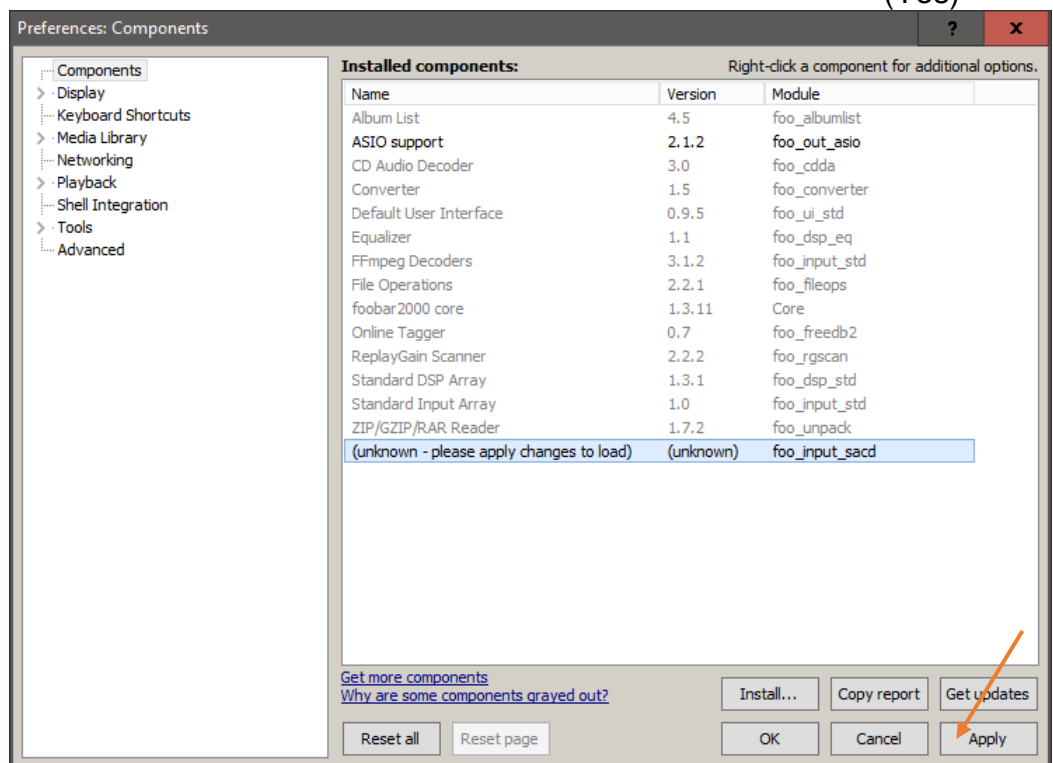 Preferences: Components ? x
Components
Display
Keyboard Shortcuts
Media Library
Networking
Playback
Shell Integration
Tools
Advanced
Installed components: Right-click a component for additional options.
Name Version Module
Album List 4.5 foo_albumlist
ASIO support 2.1.2 foo_out_asio
CD Audio Decoder 3.0 foo_cdda
Converter 1.5 foo_converter
Default User Interface 0.9.5 foo_ui_std
Equalizer 1.1 foo_dsp_eq
FFmpeg Decoders 3.1.2 foo_input_std
File Operations 2.2.1 foo_fileops
foobar2000 core 1.3.11 Core
Online Tagger 0.7 foo_freedb2
ReplayGain Scanner 2.2.2 foo_rgscan
Standard DSP Array 1.3.1 foo_dsp_std
Standard Input Array 1.0 foo_input_std
ZIP/GZIP/RAR Reader 1.7.2 foo_unpack
(unknown - please apply changes to load) (unknown) foo_input_sacd
Get more components
Why are some components grayed out?
Install... Copy report Get updates
Reset all Reset page OK Cancel Apply